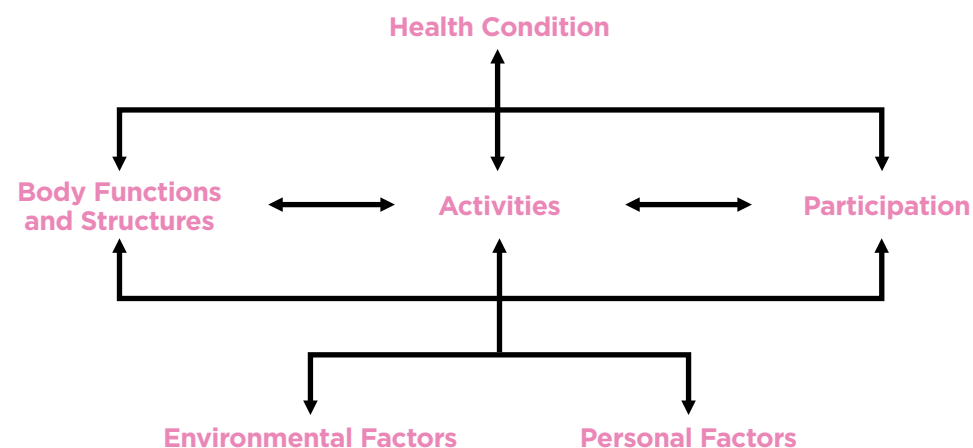 Health Condition
Body Functions
and Structures
Activities
Participation
Environmental Factors
Personal Factors